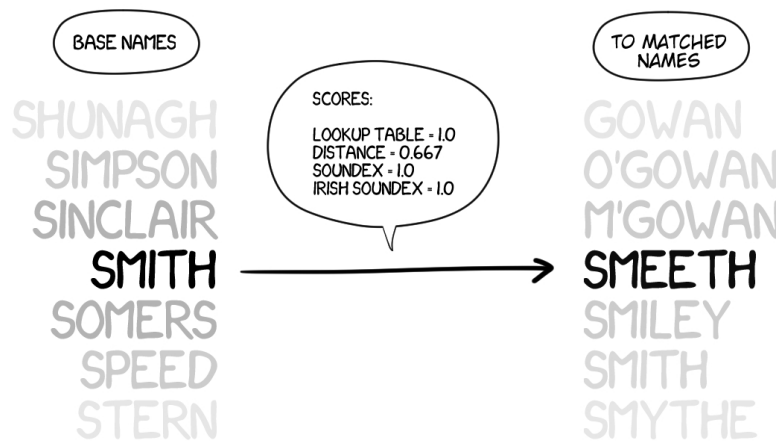 BASE NAMES
TO MATCHED
NAMES
SCORES:
LOOKUP TABLE = 1.0
DISTANCE = 0.667
SOUNDEX = 1.0
IRISH SOUNDEX = 1.0
SHUNAGH
SIMPSON
SINCLAIR
SMITH
SOMERS
SPEED
STERN
GOWAN
O'GOWAN
M'GOWAN
SMEETH
SMILEY
SMITH
SMYTHE